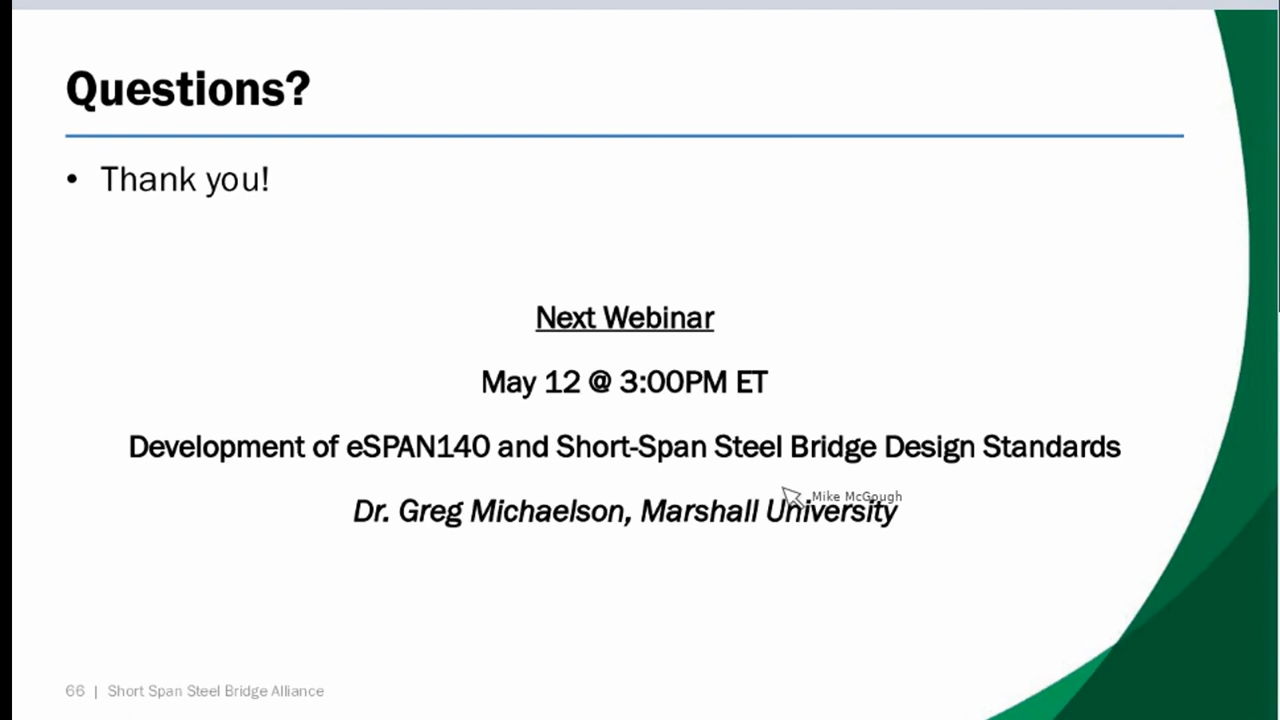 Questions?
• Thank you!
Next Webinar
May 12 @ 3:00PM ET
Development of eSPAN140 and Short-Span Steel Bridge Design Standards
Mike McGough
Dr. Greg Michaelson, Marshall University
66 | Short Span Steel Bridge Alliance